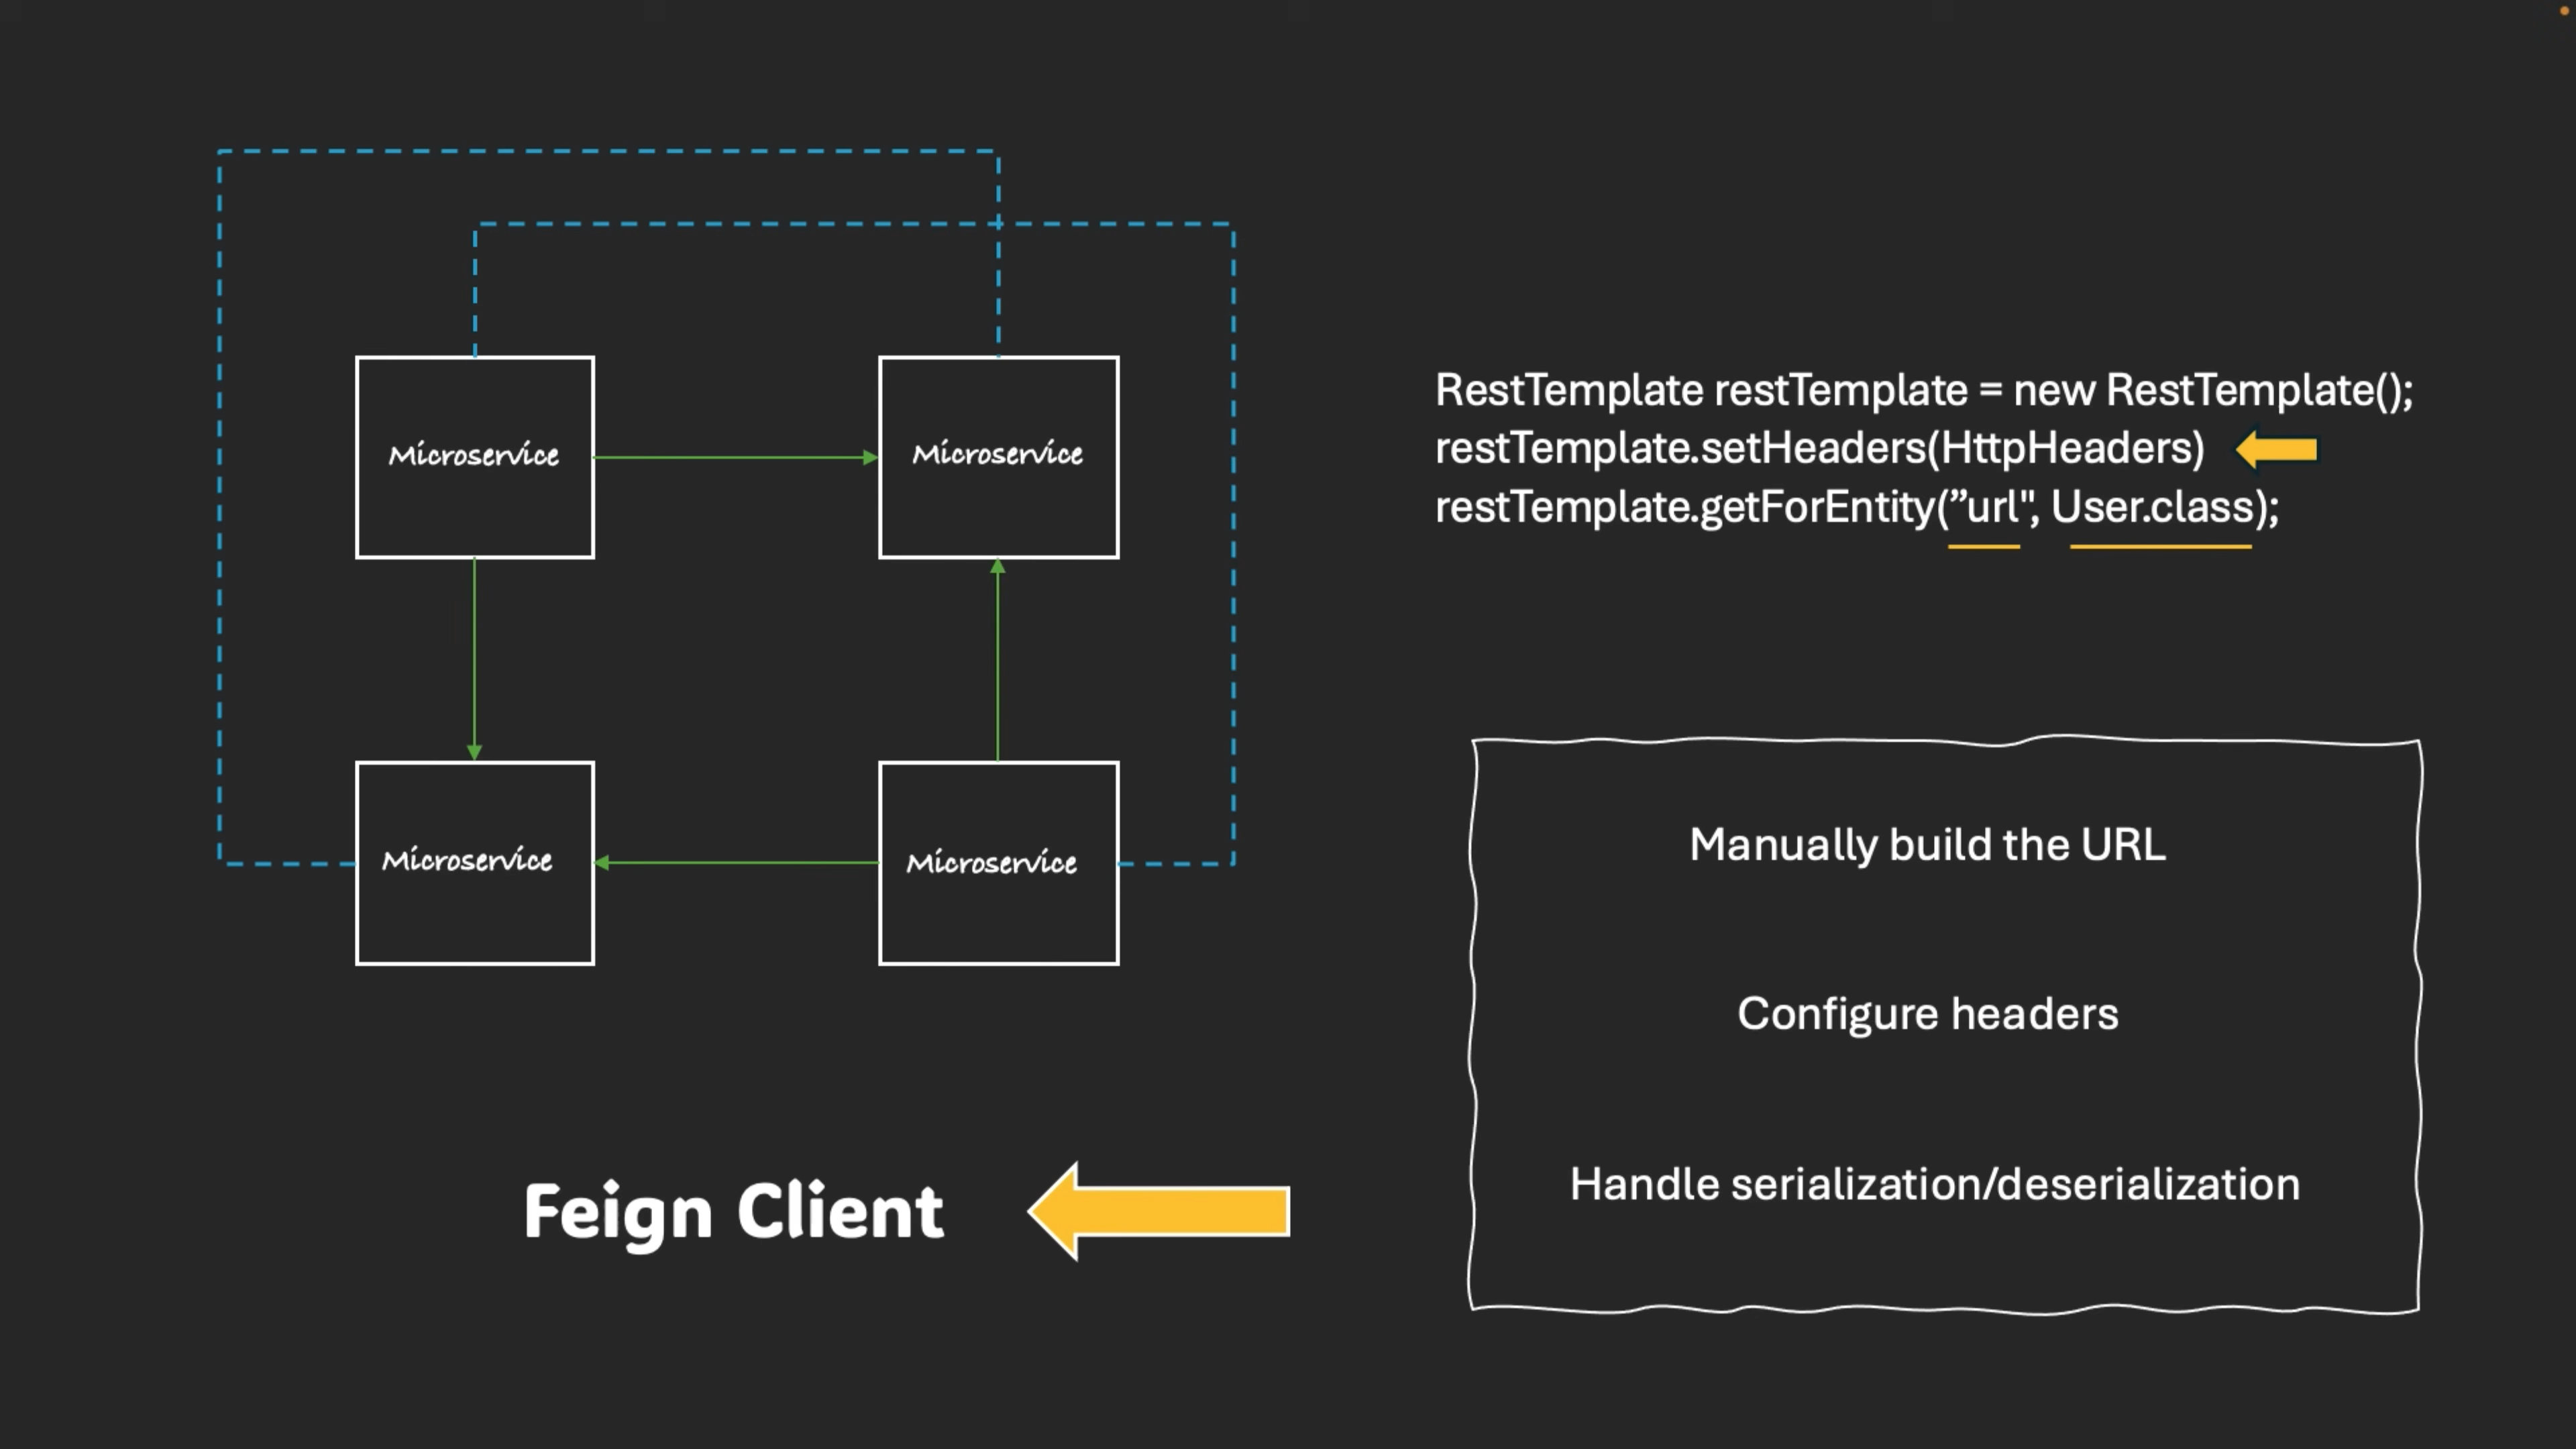 Microservice
Microservice
RestTemplate restTemplate = new RestTemplate();
restTemplate.setHeaders(HttpHeaders)
restTemplate.getForEntity(”url", User.class);
Microservice
Microservice
Manually build the URL
Configure headers
Handle serialization/deserialization
Feign Client